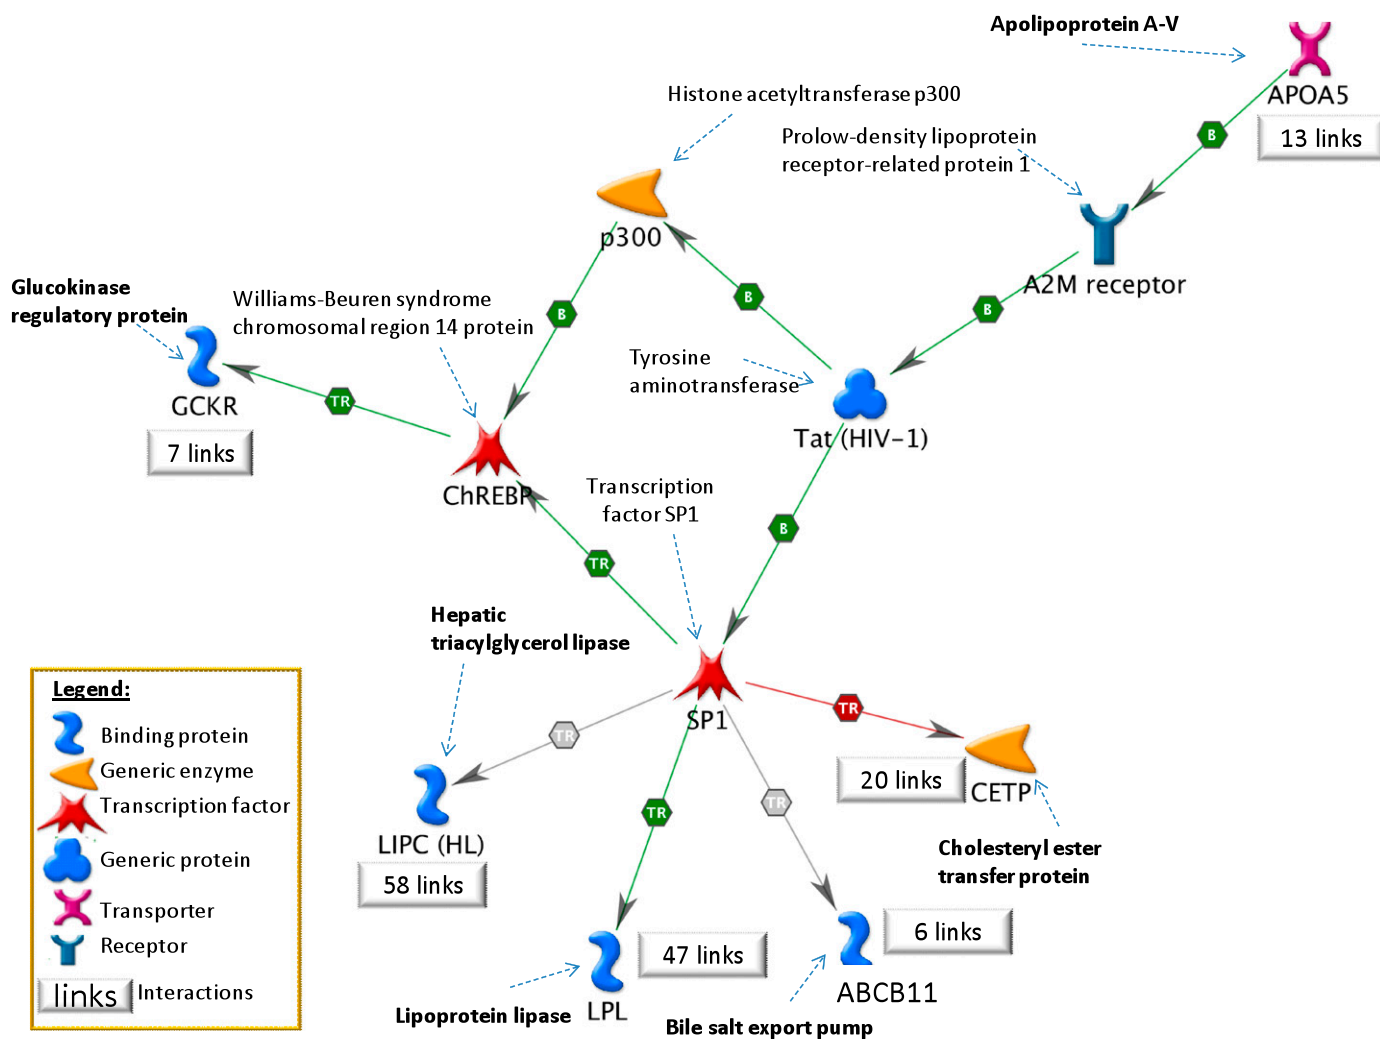 Apolipoprotein A-V
APOA5
13 links
B
Histone acetyltransferase p300
Prolow-density lipoprotein
receptor-related protein 1
p300
A2M receptor
B
B
B
Glucokinase
regulatory protein
Williams-Beuren syndrome
chromosomal region 14 protein
Tyrosine
aminotransferase
GCKR
7 links
TR
Tat (HIV-1)
ChREBP
Transcription
factor SP1
B
TR
Hepatic
triacylglycerol lipase
SP1
TR
TR
TR
TR
LIPC (HL)
58 links
20 links
CETP
Cholesteryl ester
transfer protein
47 links
6 links
LPL
ABCB11
Lipoprotein lipase
Bile salt export pump
Legend:
Binding protein
Generic enzyme
Transcription factor
Generic protein
Transporter
Receptor
links Interactions